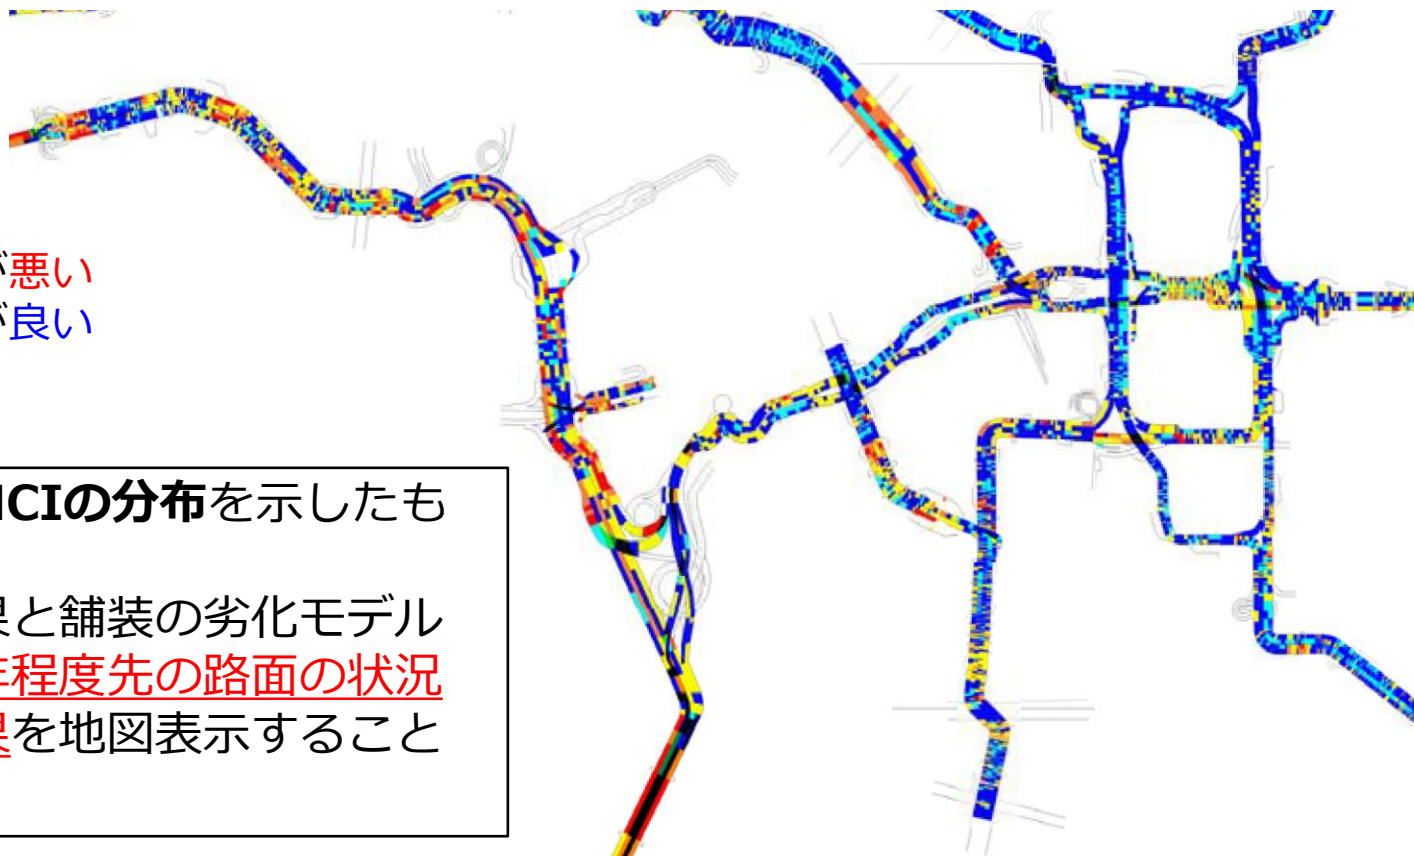 が悪い
が良い
MCIの分布を示したも
果と舗装の劣化モデル
年程度先の路面の状況
果を地図表示すること